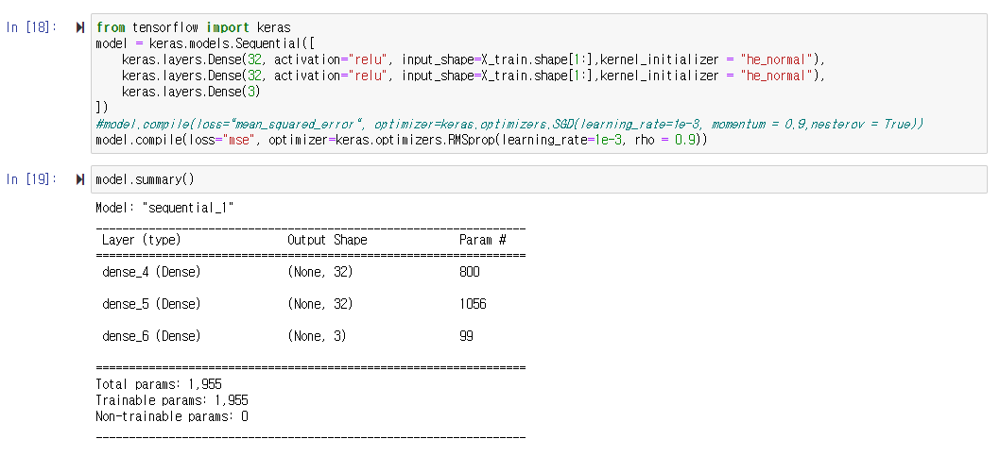 In [18]:
from tensorflow import keras
model = keras.models.Sequential([
    keras.layers.Dense(32, activation="relu", input_shape=X_train.shape[1:],kernel_initializer = "he_normal"),
    keras.layers.Dense(32, activation="relu", input_shape=X_train.shape[1:],kernel_initializer = "he_normal"),
    keras.layers.Dense(3)
])
#model.compile(loss="mean_squared_error", optimizer=keras.optimizers.SGD(learning_rate=1e-3, momentum = 0.9,nesterov = True))
model.compile(loss="mse", optimizer=keras.optimizers.RMSprop(learning_rate=1e-3, rho = 0.9))
In [19]:
model.summary()
Model: "sequential_1"
_________________________________________________________________
Layer (type) Output Shape Param #
=================================================================
dense_4 (Dense) (None, 32) 800
dense_5 (Dense) (None, 32) 1056
dense_6 (Dense) (None, 3) 99
=================================================================
Total params: 1,955
Trainable params: 1,955
Non-trainable params: 0
_________________________________________________________________